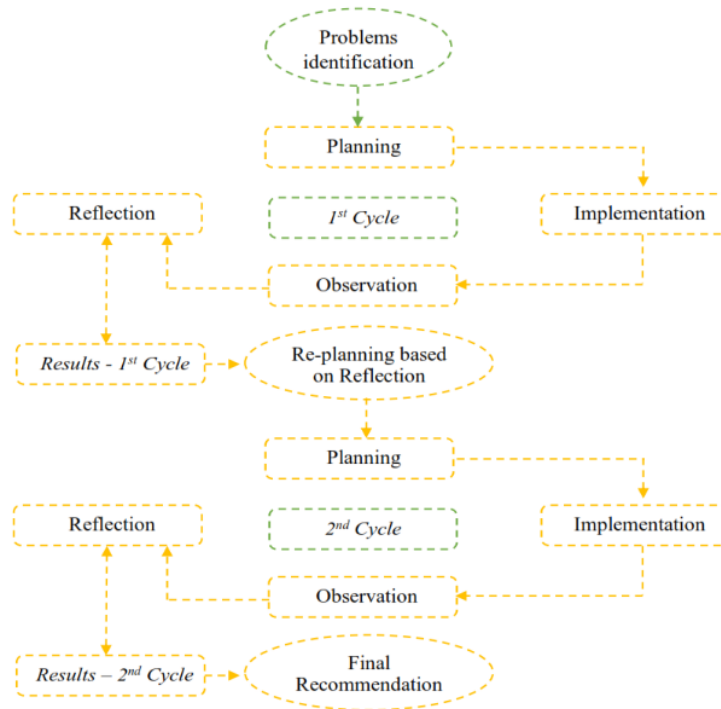 Problems
identification
Planning
Reflection
1st Cycle
Implementation
Observation
Results - 1st Cycle
Re-planning based
on Reflection
Planning
Reflection
2nd Cycle
Implementation
Observation
Results – 2nd Cycle
Final
Recommendation